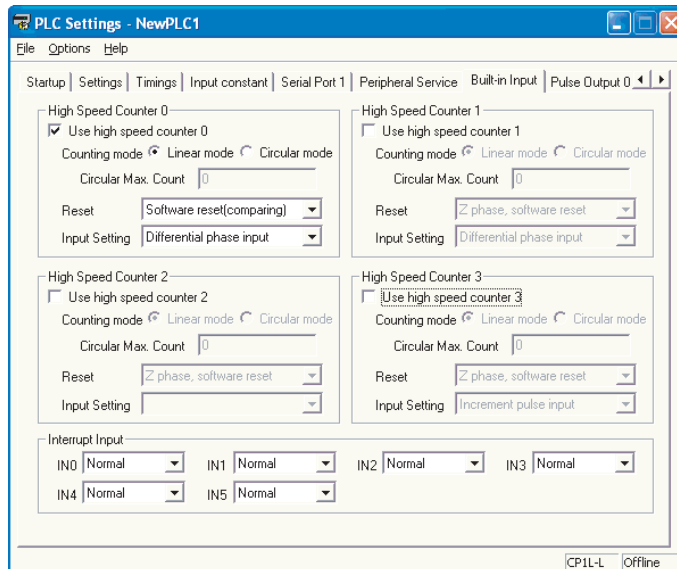 PLC Settings - NewPLC1
File Options Help
Startup Settings Timings Input constant Serial Port 1 Peripheral Service Built-in Input Pulse Output 0
High Speed Counter 0
Use high speed counter 0
Counting mode Linear mode Circular mode
Circular Max. Count 0
Reset Software reset(comparing)
Input Setting Differential phase input
High Speed Counter 1
Use high speed counter 1
Counting mode Linear mode Circular mode
Circular Max. Count 0
Reset Z phase, software reset
Input Setting Differential phase input
High Speed Counter 2
Use high speed counter 2
Counting mode Linear mode Circular mode
Circular Max. Count 0
Reset Z phase, software reset
Input Setting
High Speed Counter 3
Use high speed counter 3
Counting mode Linear mode Circular mode
Circular Max. Count 0
Reset Z phase, software reset
Input Setting Increment pulse input
Interrupt Input
IN0 Normal IN1 Normal IN2 Normal IN3 Normal
IN4 Normal IN5 Normal
CP1L-L Offline